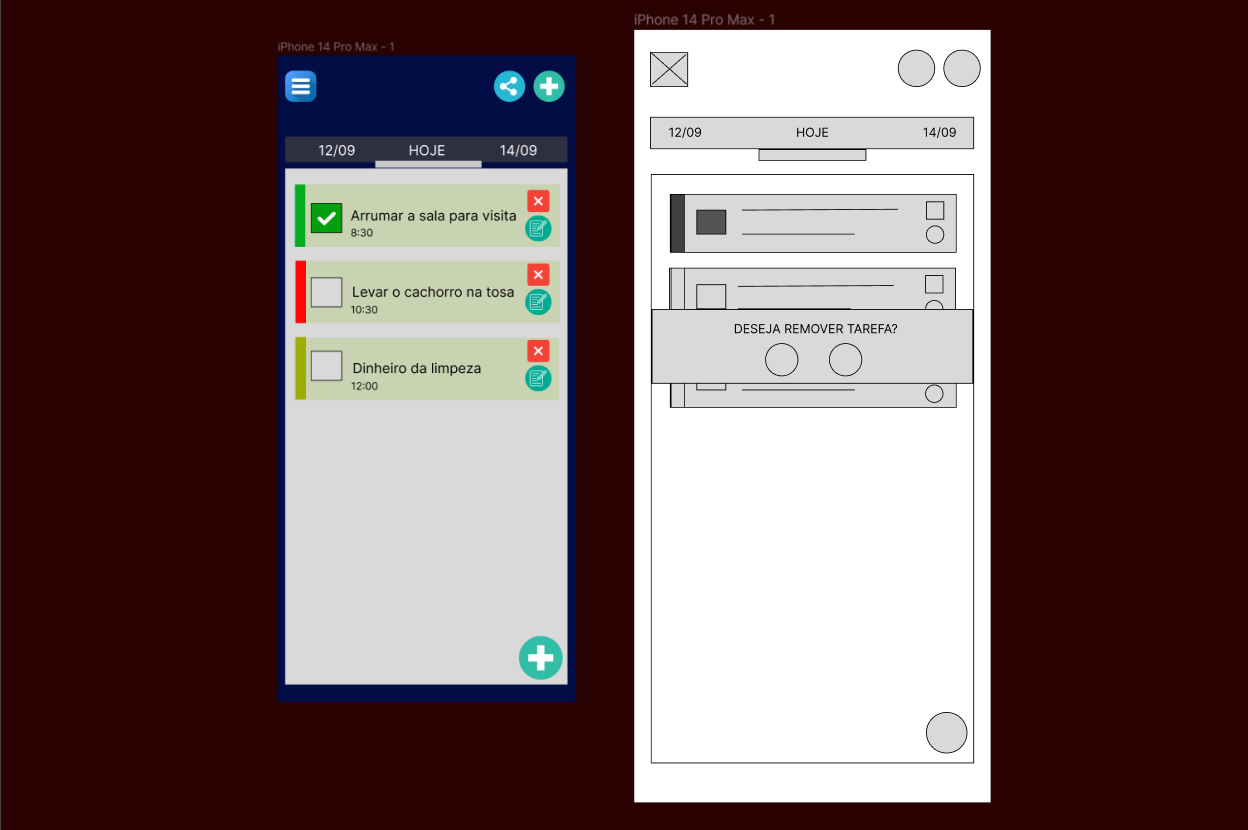 iPhone 14 Pro Max - 1
12/09 HOJE 14/09
Arrumar a sala para visita
8:30
Levar o cachorro na tosa
10:30
Dinheiro da limpeza
12:00
iPhone 14 Pro Max - 1
12/09 HOJE 14/09
DESEJA REMOVER TAREFA?